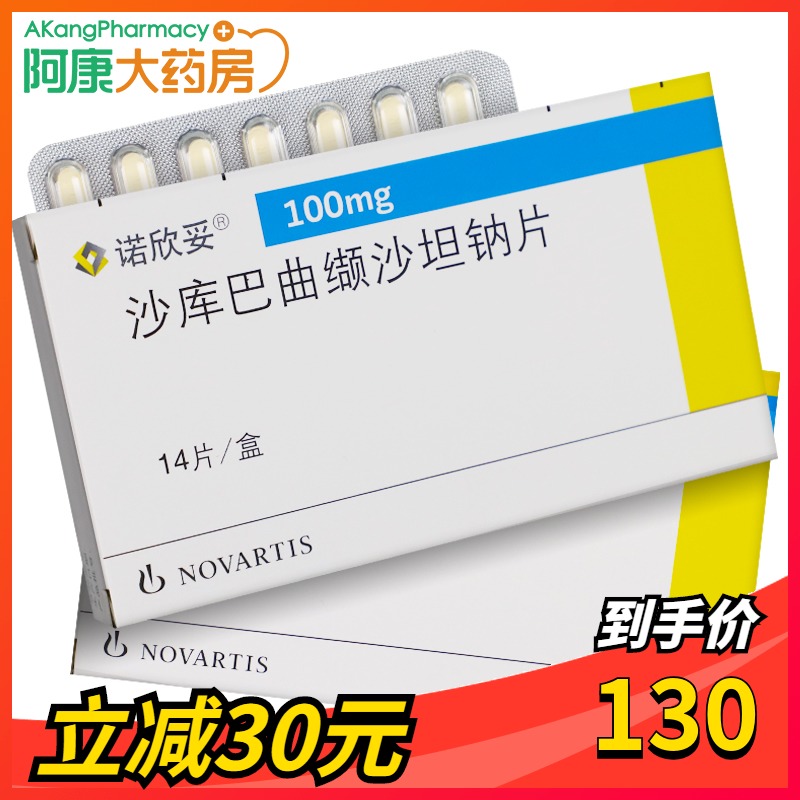 AKangPharmacy
阿康大药房
100mg
诺欣妥®
沙库巴曲缬沙坦钠片
14片/盒
NOVARTIS
NOVARTIS
到手价
立减30元
130